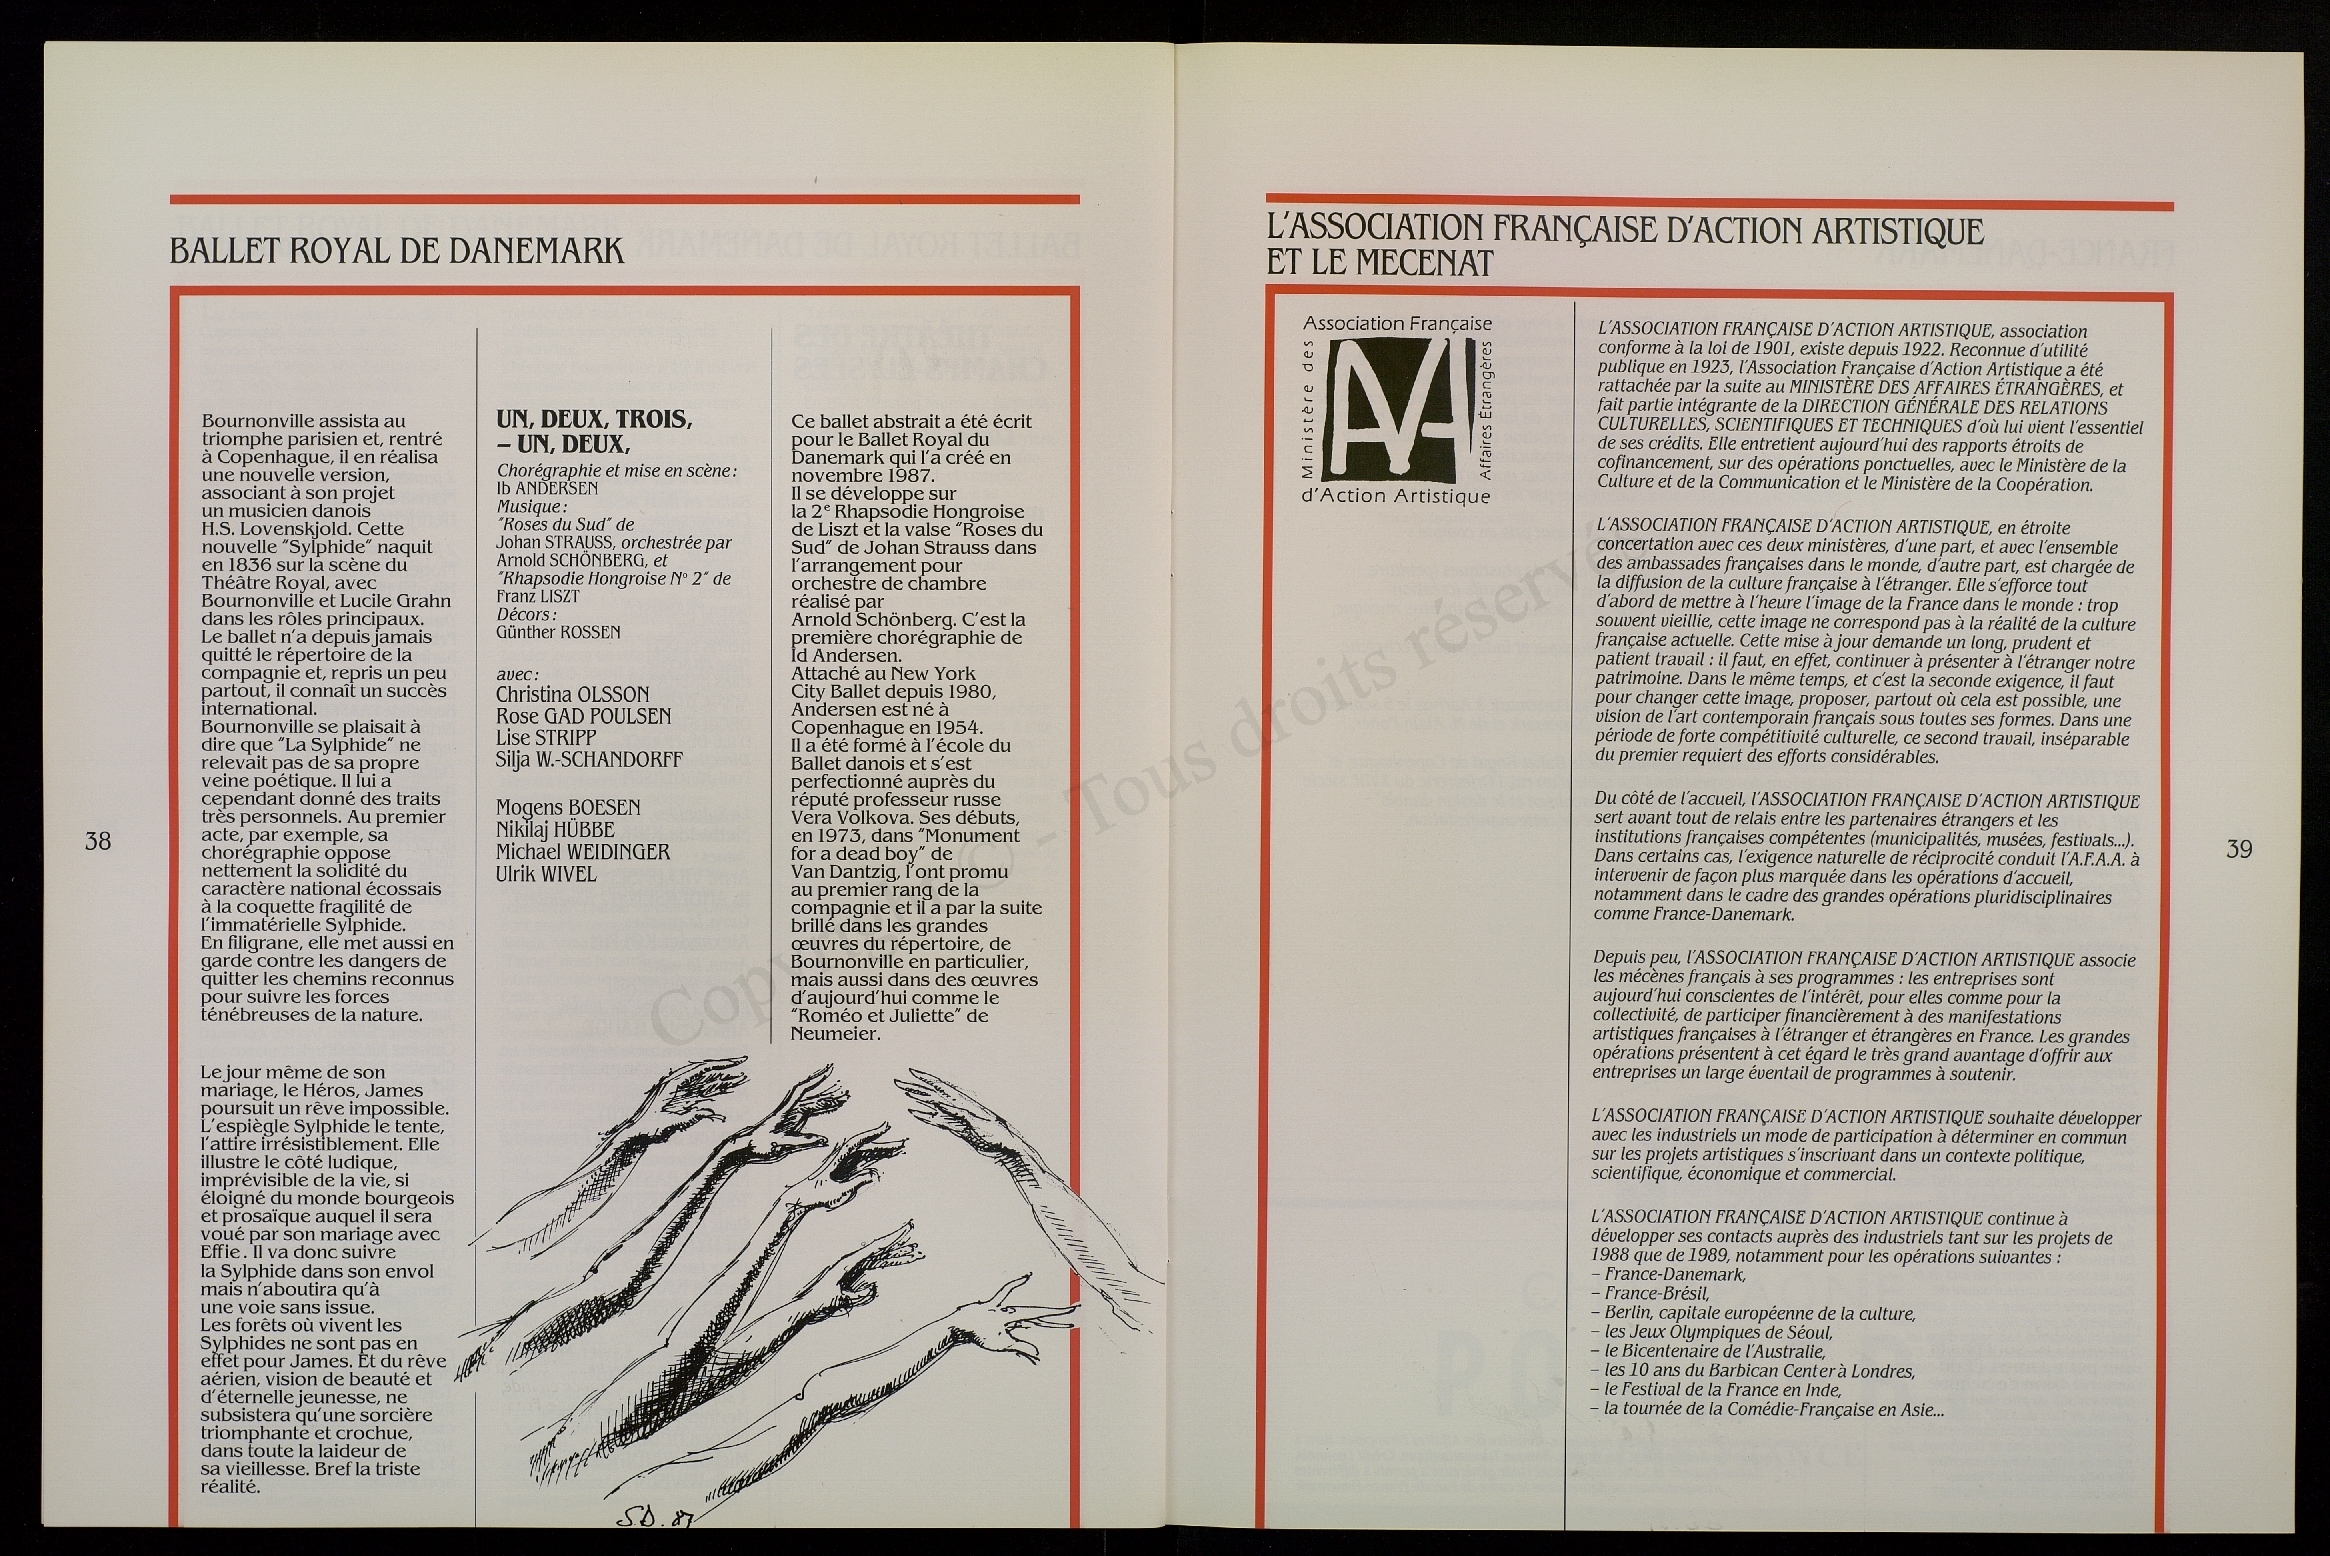 BALLET ROYAL DE DANEMARK
Bournonville assista au
triomphe parisien et, rentré
à Copenhague, il en réalisa
une nouvelle version,
associant à son projet
un musicien danois
H.S. Lovenskjold. Cette
nouvelle "Sylphide" naquit
en 1836 sur la scène du
Théâtre Royal, avec
Bournonville et Lucile Grahn
dans les rôles principaux.
Le ballet n'a depuis jamais
quitté le répertoire de la
compagnie et, repris un peu
partout, il connaît un succès
international.
Bournonville se plaisait à
dire que "La Sylphide" ne
relevait pas de sa propre
veine poétique. Il lui a
cependant donné des traits
très personnels. Au premier
acte, par exemple, sa
chorégraphie oppose
nettement la solidité du
caractère national écossais
à la coquette fragilité de
l'immatérielle Sylphide.
En filigrane, elle met aussi en
garde contre les dangers de
quitter les chemins reconnus
pour suivre les forces
ténébreuses de la nature.
Le jour même de son
mariage, le Héros, James
poursuit un rêve impossible.
L'espiègle Sylphide le tente,
l'attire irrésistiblement. Elle
illustre le côté ludique,
imprévisible de la vie, si
éloigné du monde bourgeois
et prosaïque auquel il sera
voué par son mariage avec
Effie. Il va donc suivre
la Sylphide dans son envol
mais n'aboutira qu'à
une voie sans issue.
Les forêts où vivent les
Sylphides ne sont pas en
effet pour James. Et du rêve
aérien, vision de beauté et
d'éternelle jeunesse, ne
subsistera qu'une sorcière
triomphante et crochue,
dans toute la laideur de
sa vieillesse. Bref la triste
réalité.
38
UN, DEUX, TROIS,
– UN, DEUX,
Chorégraphie et mise en scène :
Ib ANDERSEN
Musique :
"Roses du Sud" de
Johan STRAUSS, orchestrée par
Arnold SCHÖNBERG, et
"Rhapsodie Hongroise N° 2" de
Franz LISZT
Décors :
Günther ROSSEN
avec :
Christina OLSSON
Rose GAD POULSEN
Lise STRIPP
Silja W.-SCHANDORFF
Mogens BOESEN
Nikilaj HÜBBE
Michael WEIDINGER
Ulrik WIVEL
Ce ballet abstrait a été écrit
pour le Ballet Royal du
Danemark qui l'a créé en
novembre 1987.
Il se développe sur
la 2e Rhapsodie Hongroise
de Liszt et la valse "Roses du
Sud" de Johan Strauss dans
l'arrangement pour
orchestre de chambre
réalisé par
Arnold Schönberg. C'est la
première chorégraphie de
Id Andersen.
Attaché au New York
City Ballet depuis 1980,
Andersen est né à
Copenhague en 1954.
Il a été formé à l'école du
Ballet danois et s'est
perfectionné auprès du
réputé professeur russe
Vera Volkova. Ses débuts,
en 1973, dans "Monument
for a dead boy" de
Van Dantzig, l'ont promu
au premier rang de la
compagnie et il a par la suite
brillé dans les grandes
œuvres du répertoire, de
Bournonville en particulier,
mais aussi dans des œuvres
d'aujourd'hui comme le
"Roméo et Juliette" de
Neumeier.
S.D. 87
L'ASSOCIATION FRANÇAISE D'ACTION ARTISTIQUE
ET LE MECENAT
Association Française
Ministère des
Affaires Étrangères
d'Action Artistique
L'ASSOCIATION FRANÇAISE D'ACTION ARTISTIQUE, association
conforme à la loi de 1901, existe depuis 1922. Reconnue d'utilité
publique en 1923, l'Association Française d'Action Artistique a été
rattachée par la suite au MINISTÈRE DES AFFAIRES ÉTRANGÈRES, et
fait partie intégrante de la DIRECTION GÉNÉRALE DES RELATIONS
CULTURELLES, SCIENTIFIQUES ET TECHNIQUES d'où lui vient l'essentiel
de ses crédits. Elle entretient aujourd'hui des rapports étroits de
cofinancement, sur des opérations ponctuelles, avec le Ministère de la
Culture et de la Communication et le Ministère de la Coopération.
L'ASSOCIATION FRANÇAISE D'ACTION ARTISTIQUE, en étroite
concertation avec ces deux ministères, d'une part, et avec l'ensemble
des ambassades françaises dans le monde, d'autre part, est chargée de
la diffusion de la culture française à l'étranger. Elle s'efforce tout
d'abord de mettre à l'heure l'image de la France dans le monde : trop
souvent vieillie, cette image ne correspond pas à la réalité de la culture
française actuelle. Cette mise à jour demande un long, prudent et
patient travail : il faut, en effet, continuer à présenter à l'étranger notre
patrimoine. Dans le même temps, et c'est la seconde exigence, il faut
pour changer cette image, proposer, partout où cela est possible, une
vision de l'art contemporain français sous toutes ses formes. Dans une
période de forte compétitivité culturelle, ce second travail, inséparable
du premier requiert des efforts considérables.
Du côté de l'accueil, l'ASSOCIATION FRANÇAISE D'ACTION ARTISTIQUE
sert avant tout de relais entre les partenaires étrangers et les
institutions françaises compétentes (municipalités, musées, festivals...).
Dans certains cas, l'exigence naturelle de réciprocité conduit l'A.F.A.A. à
intervenir de façon plus marquée dans les opérations d'accueil,
notamment dans le cadre des grandes opérations pluridisciplinaires
comme France-Danemark.
Depuis peu, l'ASSOCIATION FRANÇAISE D'ACTION ARTISTIQUE associe
les mécènes français à ses programmes : les entreprises sont
aujourd'hui conscientes de l'intérêt, pour elles comme pour la
collectivité, de participer financièrement à des manifestations
artistiques françaises à l'étranger et étrangères en France. Les grandes
opérations présentent à cet égard le très grand avantage d'offrir aux
entreprises un large éventail de programmes à soutenir.
L'ASSOCIATION FRANÇAISE D'ACTION ARTISTIQUE souhaite développer
avec les industriels un mode de participation à déterminer en commun
sur les projets artistiques s'inscrivant dans un contexte politique,
scientifique, économique et commercial.
L'ASSOCIATION FRANÇAISE D'ACTION ARTISTIQUE continue à
développer ses contacts auprès des industriels tant sur les projets de
1988 que de 1989, notamment pour les opérations suivantes :
– France-Danemark,
– France-Brésil,
– Berlin, capitale européenne de la culture,
– les Jeux Olympiques de Séoul,
– le Bicentenaire de l'Australie,
– les 10 ans du Barbican Center à Londres,
– le Festival de la France en Inde,
– la tournée de la Comédie-Française en Asie...
39
© - Tous droits réservés